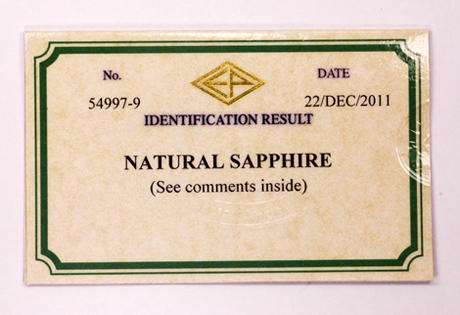 No. DATE
54997-9 22/DEC/2011
IDENTIFICATION RESULT
NATURAL SAPPHIRE
(See comments inside)